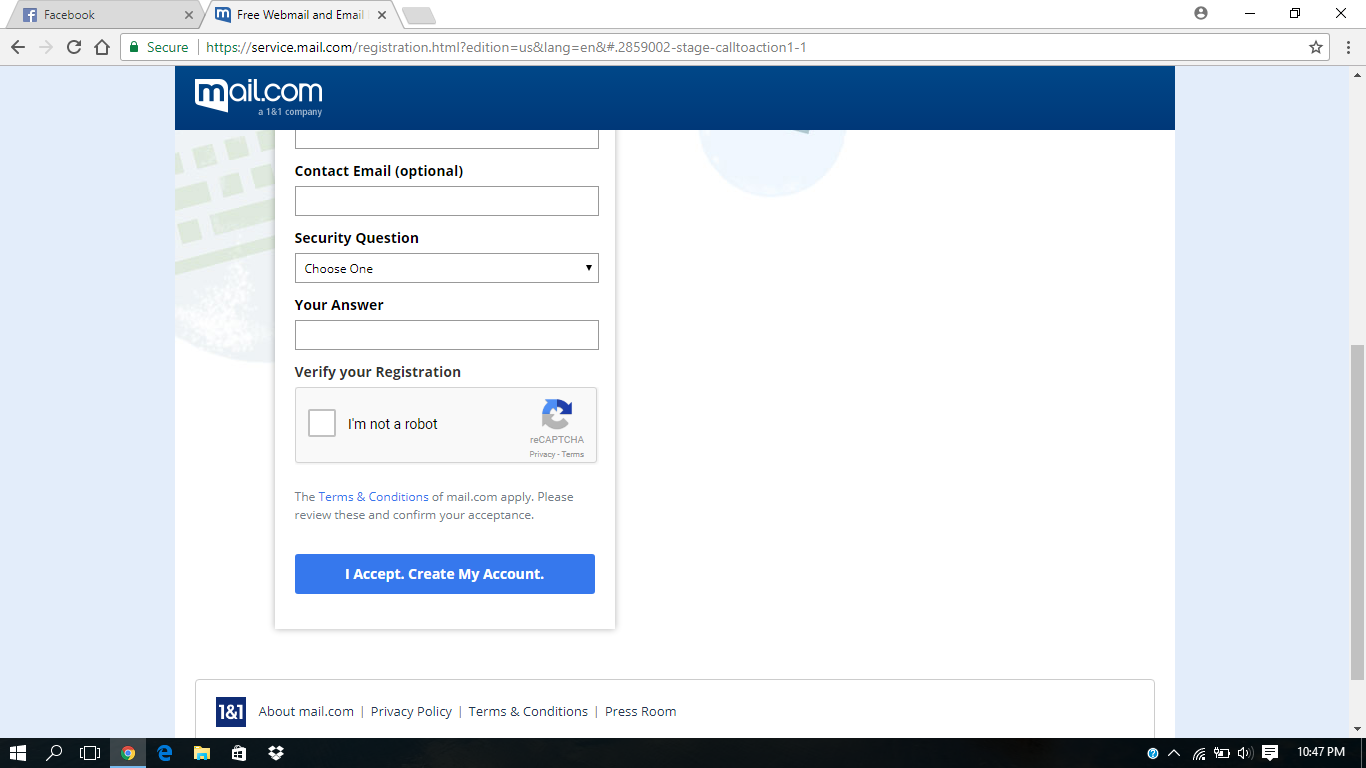 Facebook
Free Webmail and Email
Secure
https://service.mail.com/registration.html?edition=us&lang=en&#.2859002-stage-calltoaction1-1
mail.com
a 1&1 company
Contact Email (optional)
Security Question
Choose One
Your Answer
Verify your Registration
I'm not a robot
reCAPTCHA
Privacy - Terms
The Terms & Conditions of mail.com apply. Please
review these and confirm your acceptance.
I Accept. Create My Account.
1&1 About mail.com | Privacy Policy | Terms & Conditions | Press Room
10:47 PM